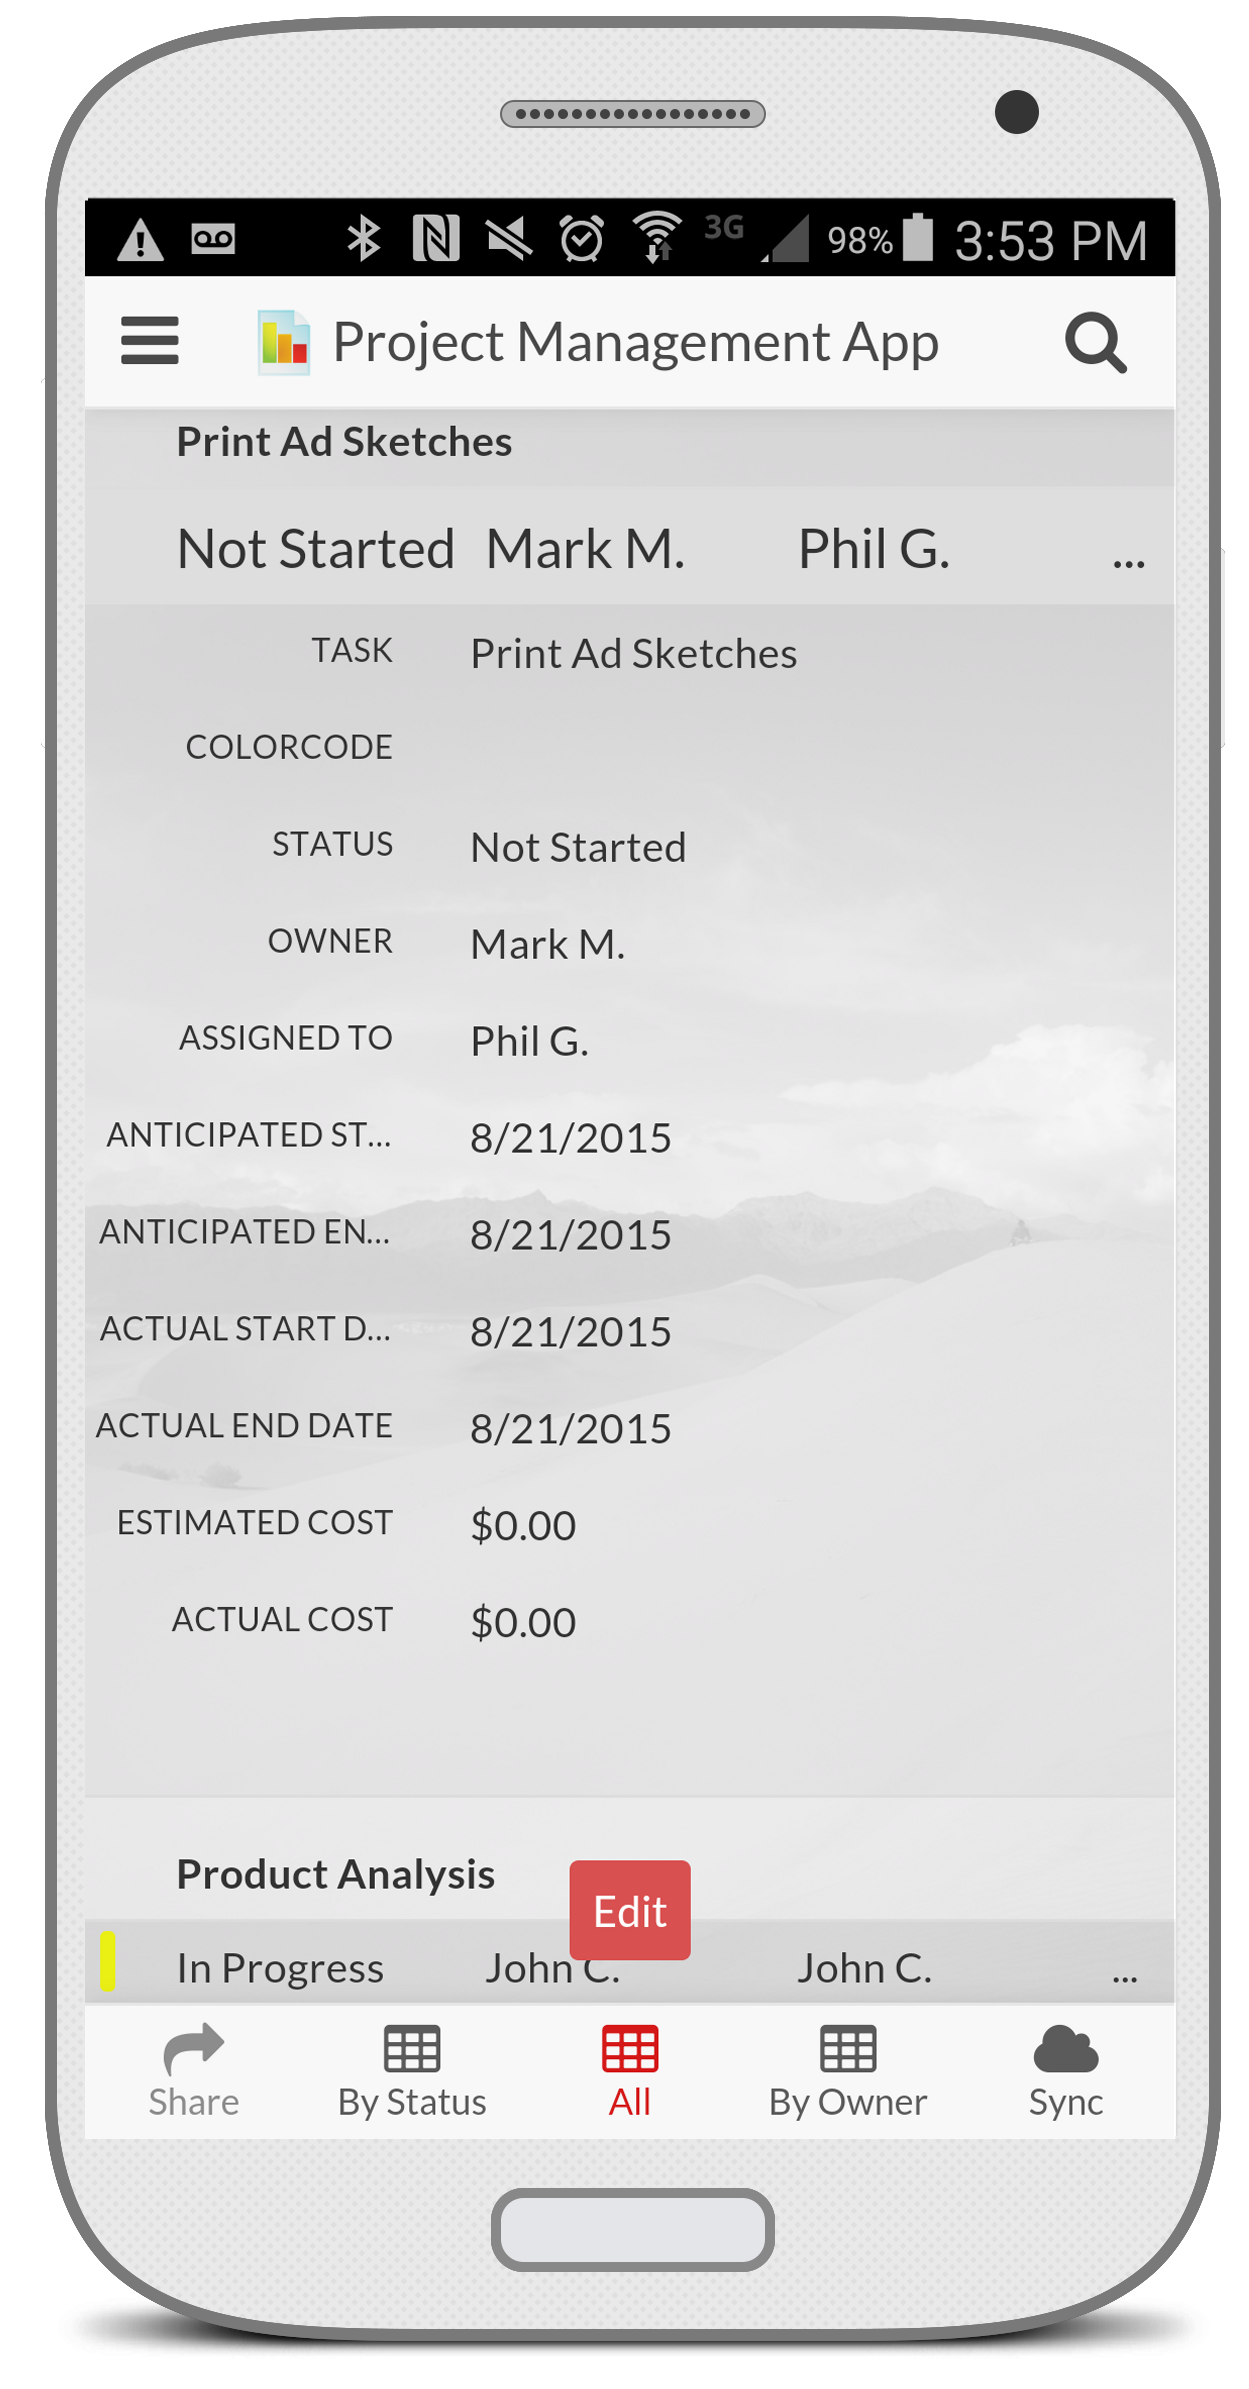 3G 98% 3:53 PM
Project Management App
Print Ad Sketches
Not Started Mark M. Phil G. ...
TASK Print Ad Sketches
COLORCODE
STATUS Not Started
OWNER Mark M.
ASSIGNED TO Phil G.
ANTICIPATED ST... 8/21/2015
ANTICIPATED EN... 8/21/2015
ACTUAL START D... 8/21/2015
ACTUAL END DATE 8/21/2015
ESTIMATED COST $0.00
ACTUAL COST $0.00
Product Analysis
Edit
In Progress John C. John C. ...
Share By Status All By Owner Sync